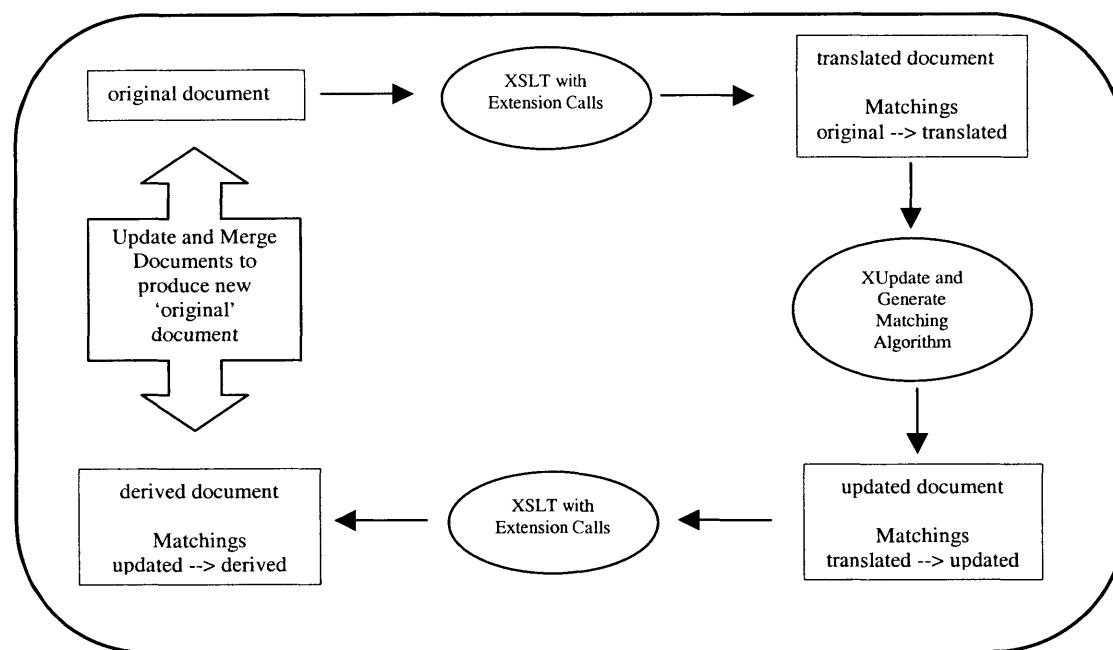 original document
XSLT with
Extension Calls
translated document
Matchings
original --> translated
Update and Merge
Documents to
produce new
‘original’
document
XUpdate and
Generate
Matching
Algorithm
derived document
Matchings
updated --> derived
XSLT with
Extension Calls
updated document
Matchings
translated --> updated